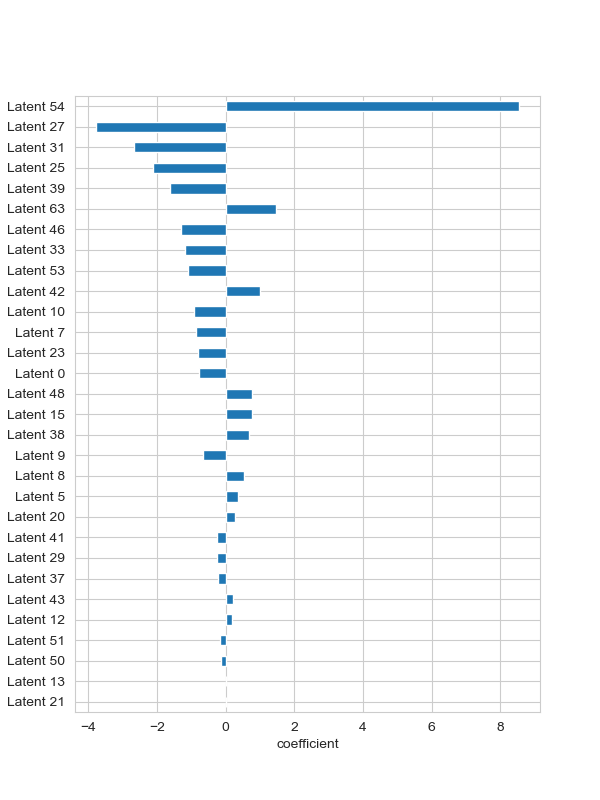 Latent 54
Latent 27
Latent 31
Latent 25
Latent 39
Latent 63
Latent 46
Latent 33
Latent 53
Latent 42
Latent 10
Latent 7
Latent 23
Latent 0
Latent 48
Latent 15
Latent 38
Latent 9
Latent 8
Latent 5
Latent 20
Latent 41
Latent 29
Latent 37
Latent 43
Latent 12
Latent 51
Latent 50
Latent 13
Latent 21
−4 −2 0 2 4 6 8
coefficient